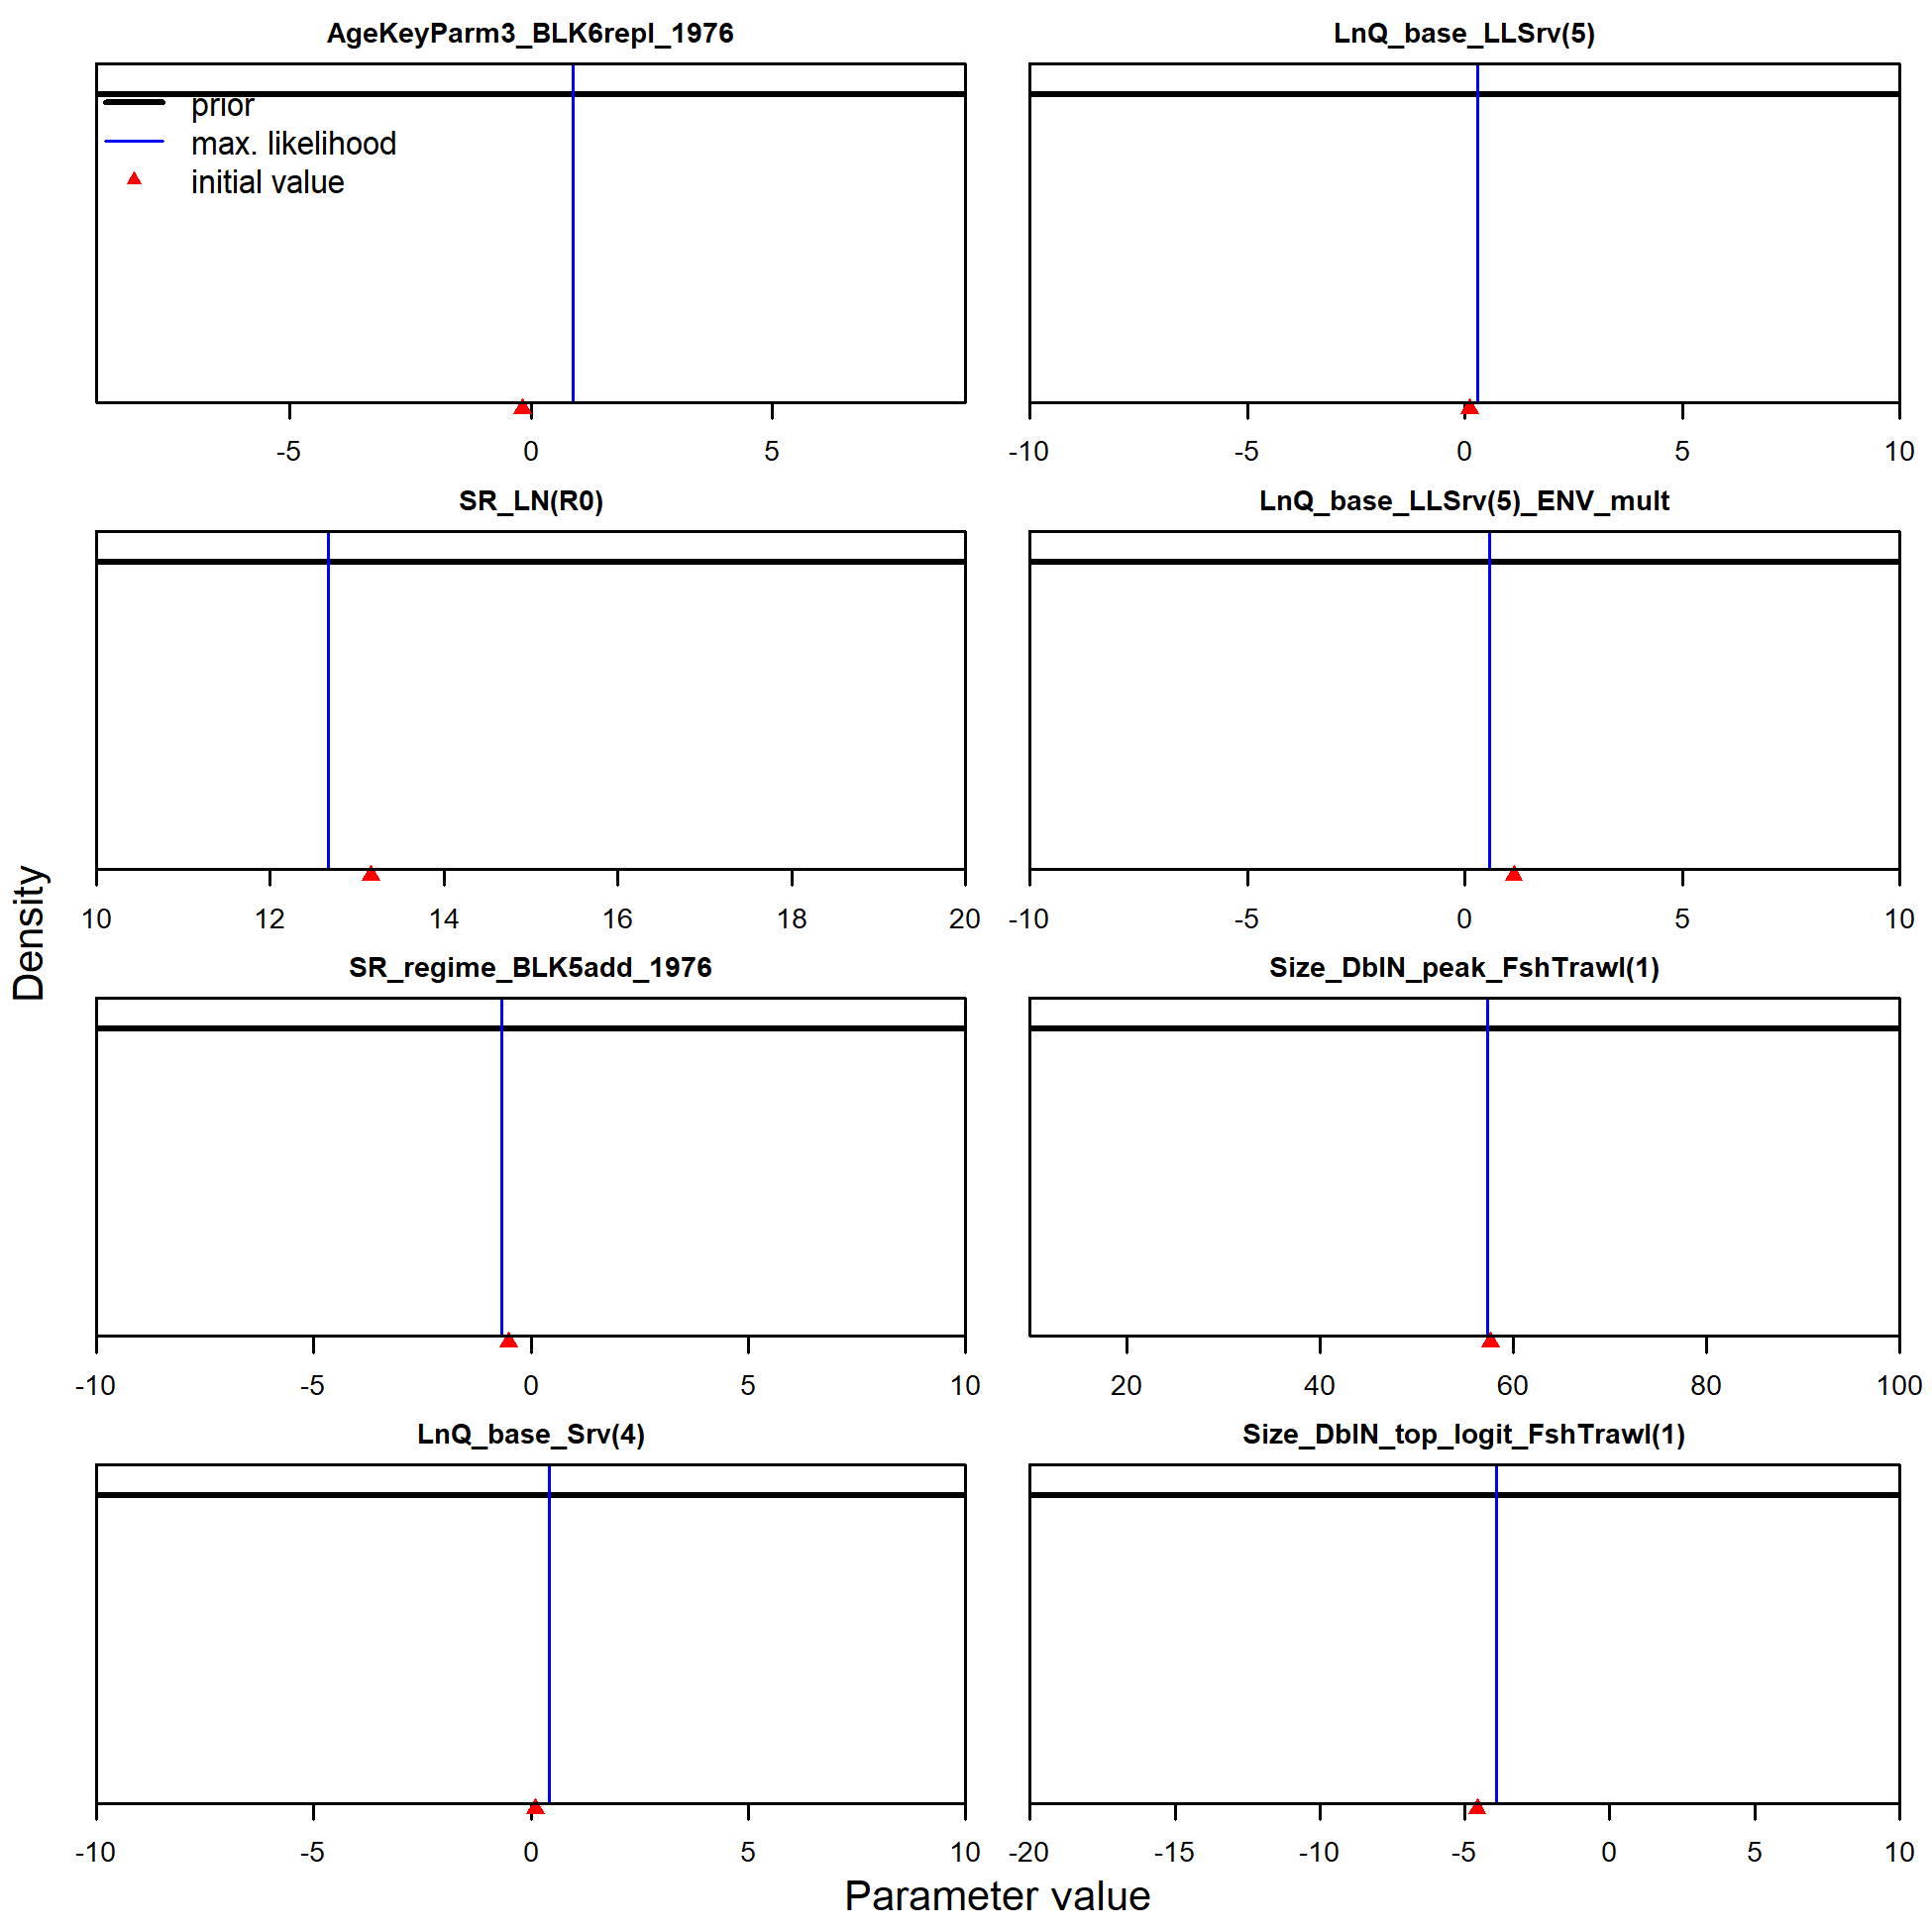 AgeKeyParm3_BLK6repl_1976
prior
max. likelihood
initial value
-5 0 5
LnQ_base_LLSrv(5)
-10 -5 0 5 10
SR_LN(R0)
10 12 14 16 18 20
LnQ_base_LLSrv(5)_ENV_mult
-10 -5 0 5 10
SR_regime_BLK5add_1976
-10 -5 0 5 10
Size_DblN_peak_FshTrawl(1)
20 40 60 80 100
LnQ_base_Srv(4)
-10 -5 0 5 10
Size_DblN_top_logit_FshTrawl(1)
-20 -15 -10 -5 0 5 10
Density
Parameter value